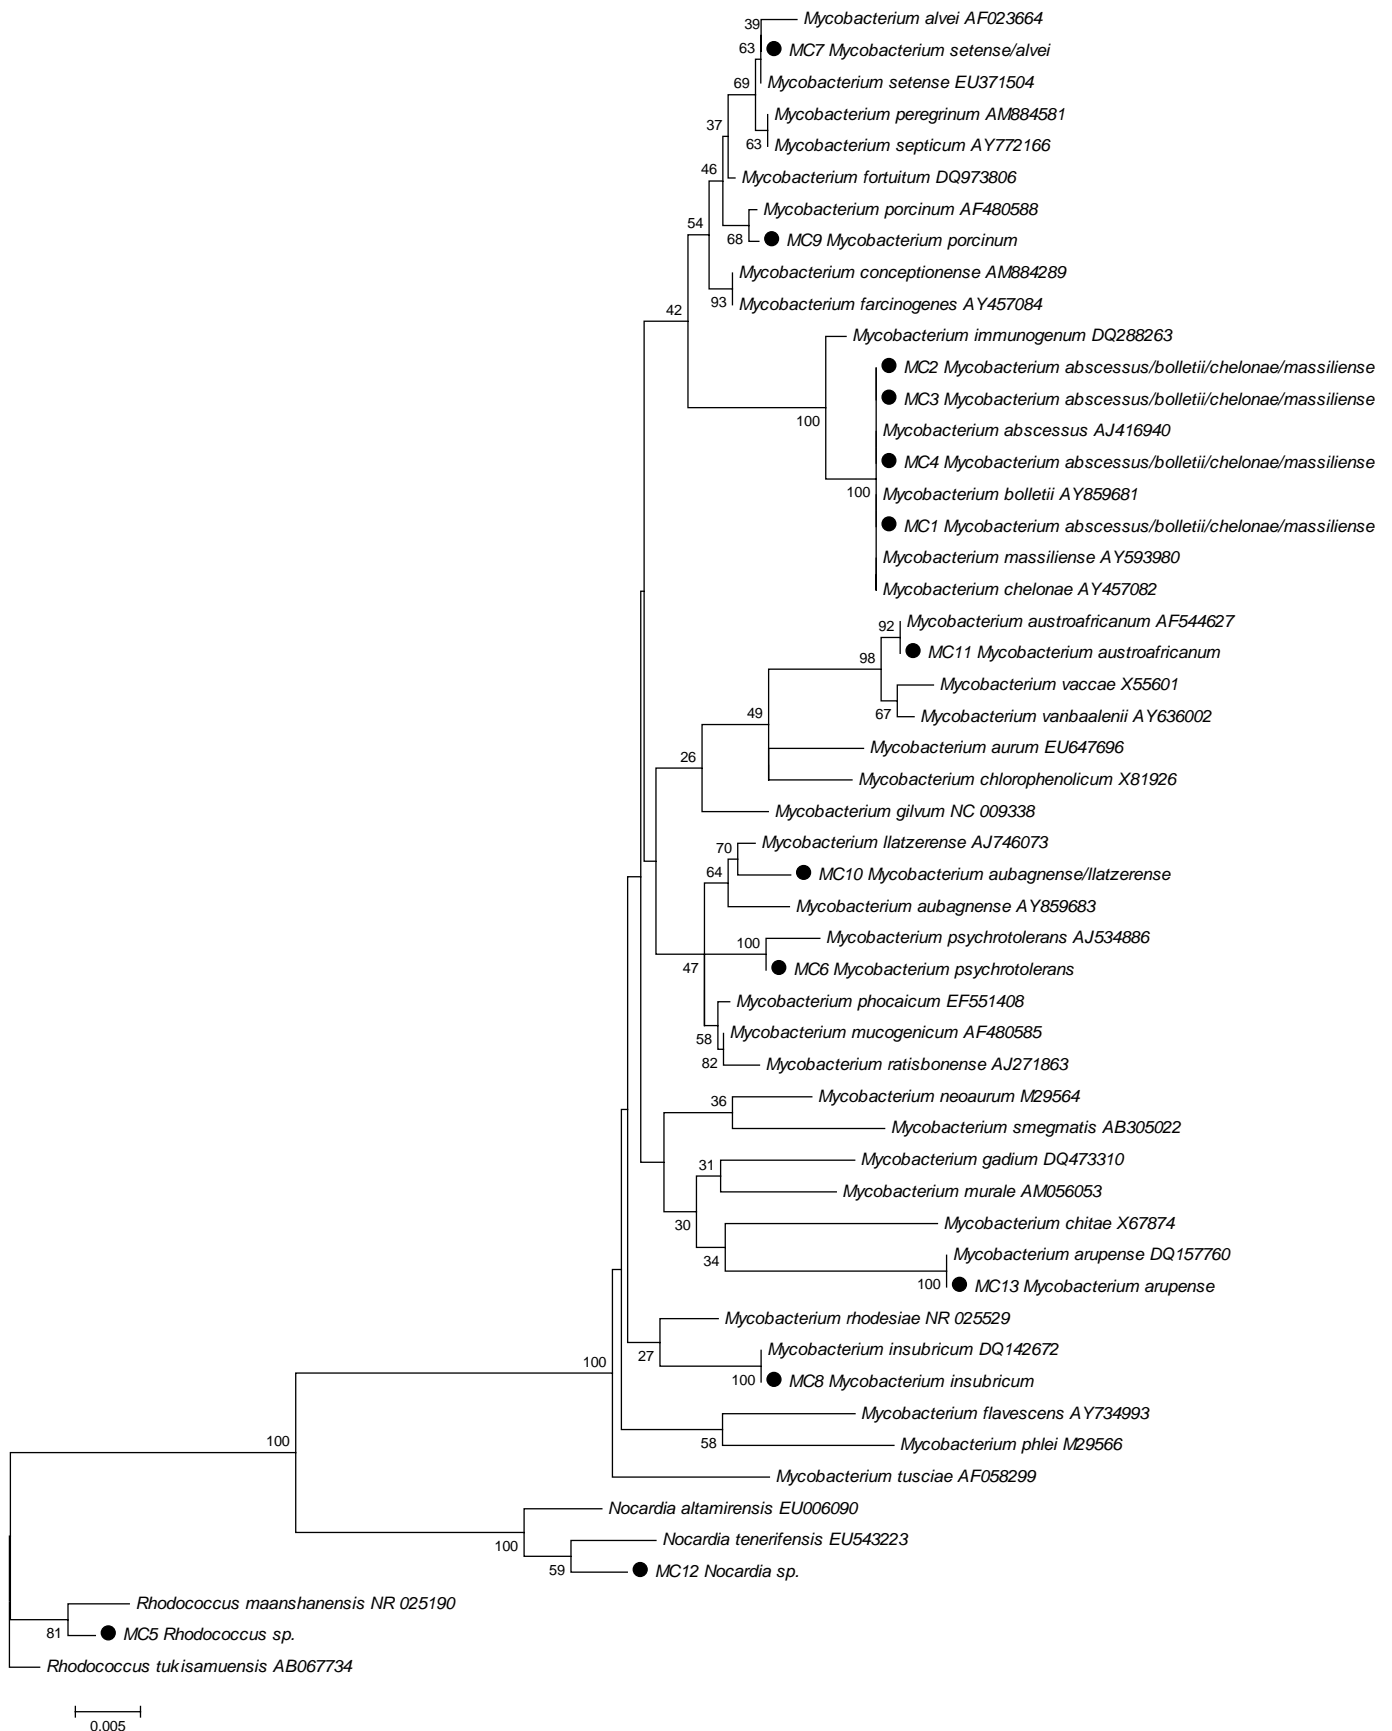 39
Mycobacterium alvei AF023664
63
MC7 Mycobacterium setense/alvei
69
Mycobacterium setense EU371504
37
Mycobacterium peregrinum AM884581
63
Mycobacterium septicum AY772166
46
Mycobacterium fortuitum DQ973806
54
Mycobacterium porcinum AF480588
68
MC9 Mycobacterium porcinum
Mycobacterium conceptionense AM884289
93
Mycobacterium farcinogenes AY457084
42
Mycobacterium immunogenum DQ288263
MC2 Mycobacterium abscessus/bolletii/chelonae/massiliense
MC3 Mycobacterium abscessus/bolletii/chelonae/massiliense
100
Mycobacterium abscessus AJ416940
MC4 Mycobacterium abscessus/bolletii/chelonae/massiliense
100
Mycobacterium bolletii AY859681
MC1 Mycobacterium abscessus/bolletii/chelonae/massiliense
Mycobacterium massiliense AY593980
Mycobacterium chelonae AY457082
92
Mycobacterium austroafricanum AF544627
98
MC11 Mycobacterium austroafricanum
Mycobacterium vaccae X55601
49
67
Mycobacterium vanbaalenii AY636002
26
Mycobacterium aurum EU647696
Mycobacterium chlorophenolicum X81926
Mycobacterium gilvum NC 009338
70
Mycobacterium llatzerense AJ746073
64
MC10 Mycobacterium aubagnense/llatzerense
Mycobacterium aubagnense AY859683
100
Mycobacterium psychrotolerans AJ534886
47
MC6 Mycobacterium psychrotolerans
Mycobacterium phocaicum EF551408
58
Mycobacterium mucogenicum AF480585
82
Mycobacterium ratisbonense AJ271863
36
Mycobacterium neoaurum M29564
Mycobacterium smegmatis AB305022
31
Mycobacterium gadium DQ473310
Mycobacterium murale AM056053
30
Mycobacterium chitae X67874
34
Mycobacterium arupense DQ157760
100
MC13 Mycobacterium arupense
Mycobacterium rhodesiae NR 025529
27
Mycobacterium insubricum DQ142672
100
100
MC8 Mycobacterium insubricum
Mycobacterium flavescens AY734993
100
58
Mycobacterium phlei M29566
Mycobacterium tusciae AF058299
Nocardia altamirensis EU006090
100
Nocardia tenerifensis EU543223
59
MC12 Nocardia sp.
Rhodococcus maanshanensis NR 025190
81
MC5 Rhodococcus sp.
Rhodococcus tukisamuensis AB067734
0.005